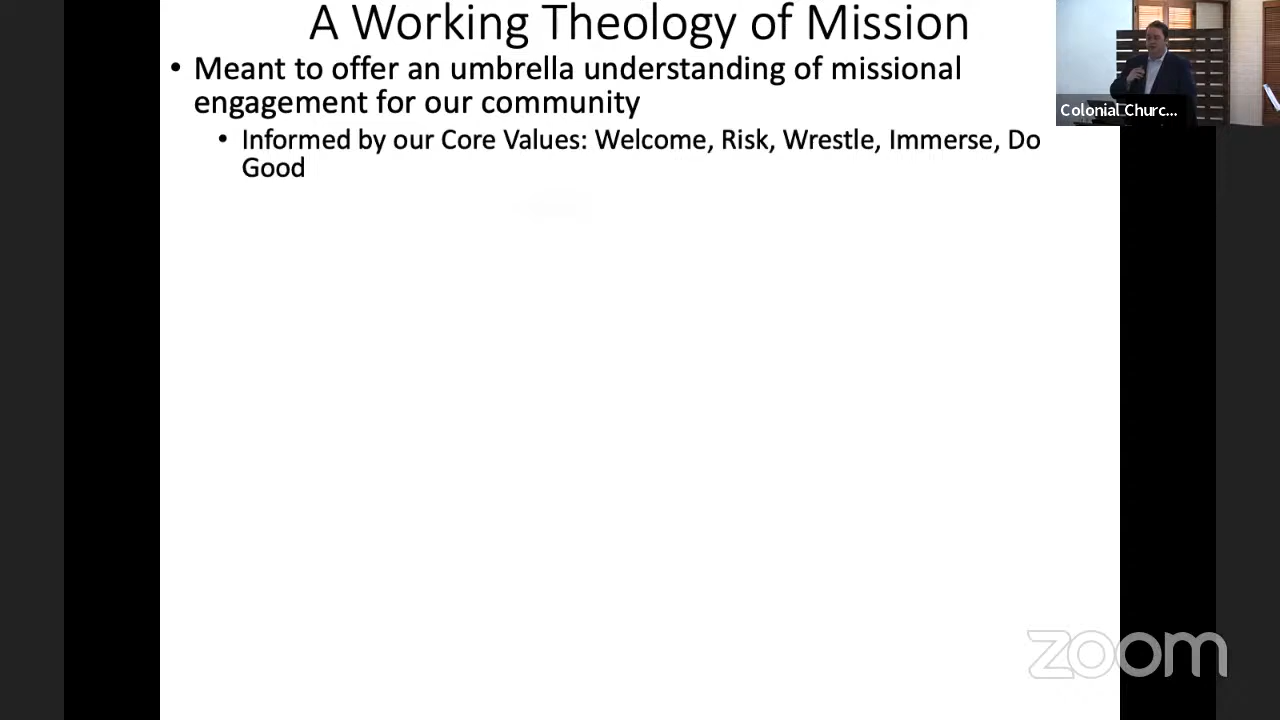 A Working Theology of Mission
• Meant to offer an umbrella understanding of missional
engagement for our community
• Informed by our Core Values: Welcome, Risk, Wrestle, Immerse, Do
Good
Colonial Churc...
zoom